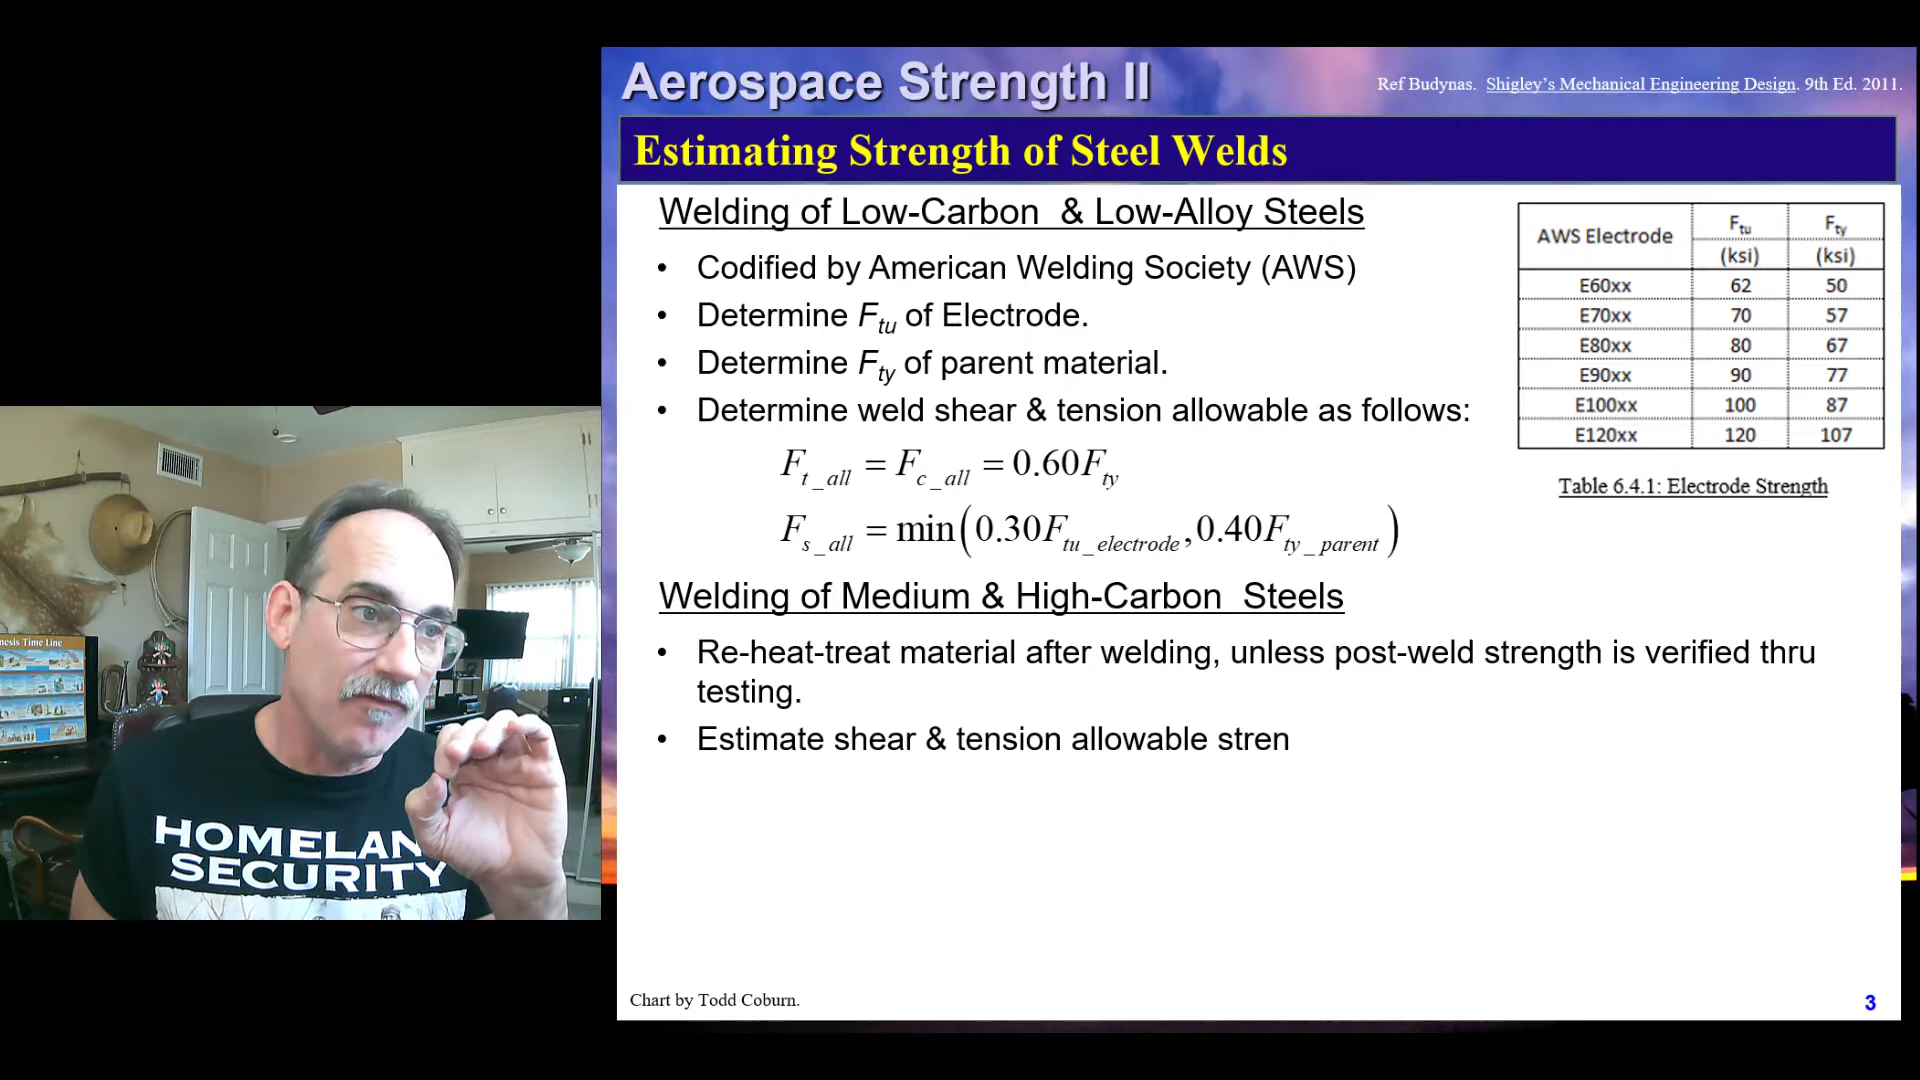 Aerospace Strength II
Ref Budynas. Shigley's Mechanical Engineering Design. 9th Ed. 2011.
Estimating Strength of Steel Welds
Welding of Low-Carbon & Low-Alloy Steels
• Codified by American Welding Society (AWS)
• Determine Ftu of Electrode.
• Determine Fty of parent material.
• Determine weld shear & tension allowable as follows:
Ft_all = Fc_all = 0.60Fty
Fs_all = min(0.30Ftu_electrode, 0.40Fty_parent)
AWS Electrode Ftu (ksi) Fty (ksi)
E60xx 62 50
E70xx 70 57
E80xx 80 67
E90xx 90 77
E100xx 100 87
E120xx 120 107
Table 6.4.1: Electrode Strength
Welding of Medium & High-Carbon Steels
• Re-heat-treat material after welding, unless post-weld strength is verified thru
testing.
• Estimate shear & tension allowable stren
Chart by Todd Coburn.
3
nesis Time Line
HOMELAN
SECURITY